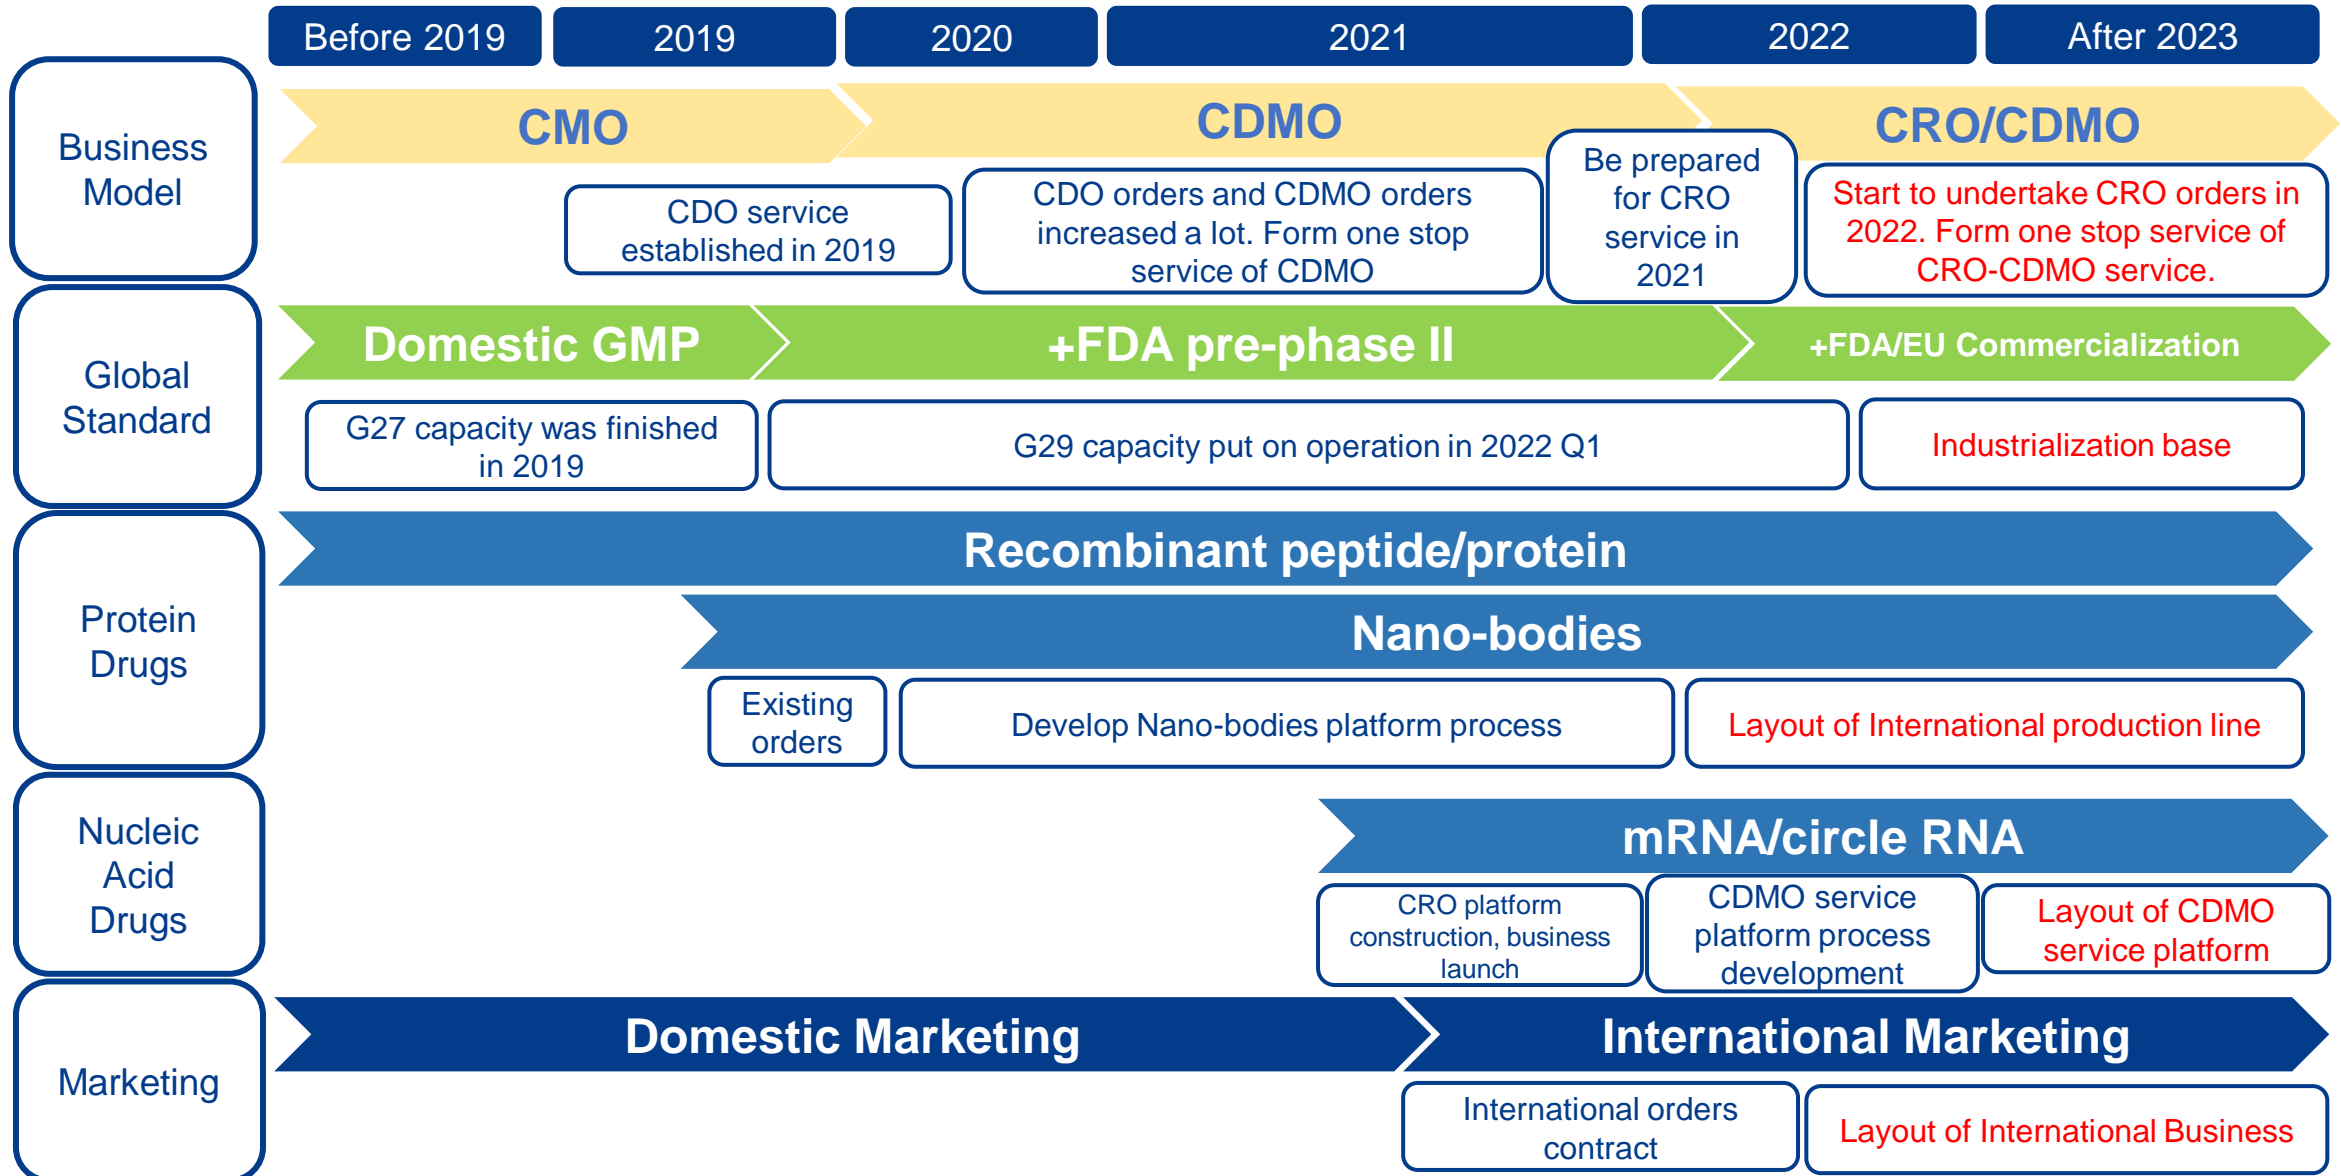 Before 2019
2019
2020
2021
2022
After 2023
Business
Model
CMO
CDMO
CRO/CDMO
CDO service
established in 2019
CDO orders and CDMO orders
increased a lot. Form one stop
service of CDMO
Be prepared
for CRO
service in
2021
Start to undertake CRO orders in
2022. Form one stop service of
CRO-CDMO service.
Global
Standard
Domestic GMP
+FDA pre-phase II
+FDA/EU Commercialization
G27 capacity was finished
in 2019
G29 capacity put on operation in 2022 Q1
Industrialization base
Protein
Drugs
Recombinant peptide/protein
Nano-bodies
Existing
orders
Develop Nano-bodies platform process
Layout of International production line
Nucleic
Acid
Drugs
mRNA/circle RNA
CRO platform
construction, business
launch
CDMO service
platform process
development
Layout of CDMO
service platform
Marketing
Domestic Marketing
International Marketing
International orders
contract
Layout of International Business